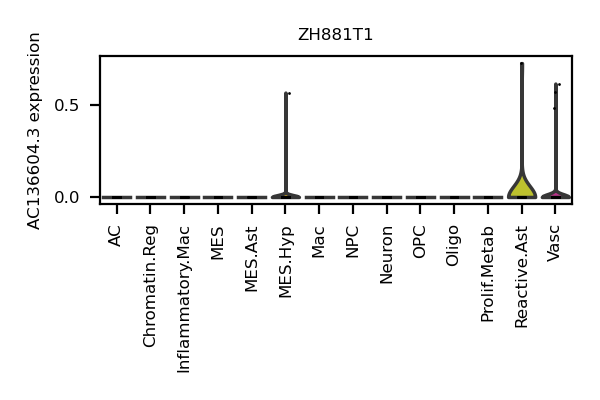 ZH881T1
AC136604.3 expression
0.5
0.0
AC
Chromatin.Reg
Inflammatory.Mac
MES
MES.Ast
MES.Hyp
Mac
NPC
Neuron
OPC
Oligo
Prolif.Metab
Reactive.Ast
Vasc